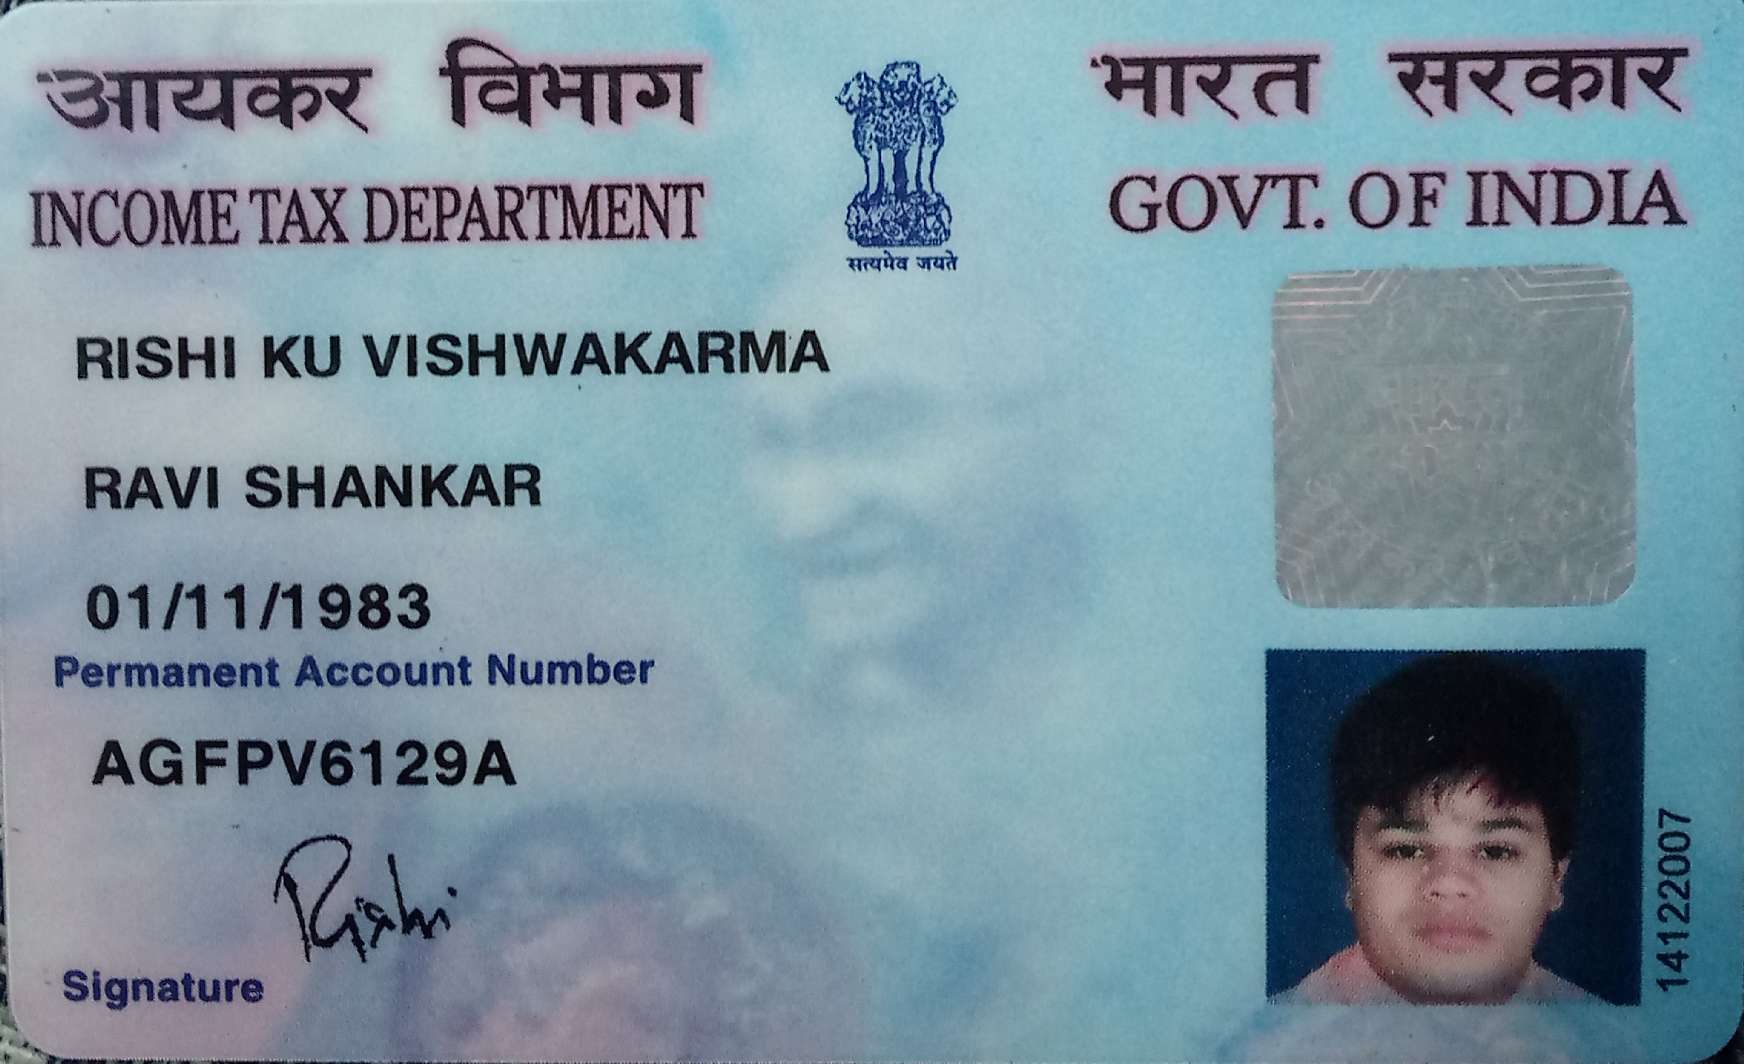 आयकर विभाग
INCOME TAX DEPARTMENT
सत्यमेव जयते
भारत सरकार
GOVT. OF INDIA
RISHI KU VISHWAKARMA
RAVI SHANKAR
01/11/1983
Permanent Account Number
AGFPV6129A
Rishi
Signature
14122007